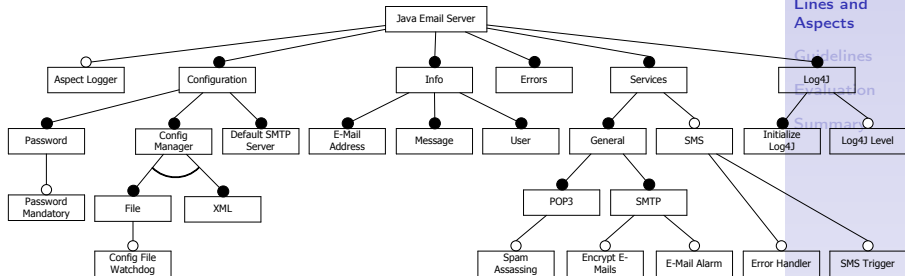 Lines and
Aspects
Guidelines
Evaluation
Summary
Java Email Server
Aspect Logger
Configuration
Info
Errors
Services
Log4J
Password
Config
Manager
Default SMTP
Server
E-Mail
Address
Message
User
General
SMS
Initialize
Log4J
Log4J Level
Password
Mandatory
File
XML
POP3
SMTP
Config File
Watchdog
Spam
Assassing
Encrypt E-
Mails
E-Mail Alarm
Error Handler
SMS Trigger